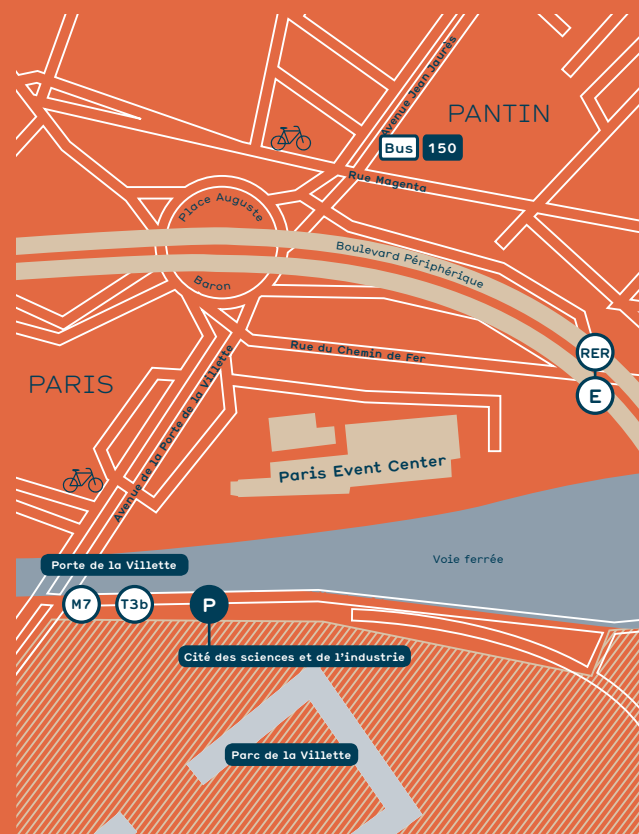 Avenue Jean Jaurès
PANTIN
Bus 150
Rue Magenta
Place Auguste
Baron
Boulevard Périphérique
Rue du Chemin de Fer
RER
E
PARIS
Avenue de la Porte de la Villette
Paris Event Center
Voie ferrée
Porte de la Villette
M7 T3b P
Cité des sciences et de l'industrie
Parc de la Villette